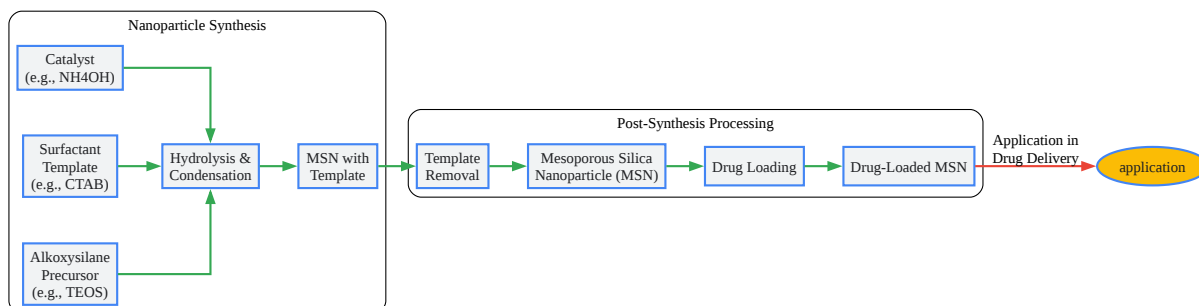 Nanoparticle Synthesis
Catalyst
(e.g., NH4OH)
Surfactant
Template
(e.g., CTAB)
Alkoxysilane
Precursor
(e.g., TEOS)
Hydrolysis &
Condensation
MSN with
Template
Post-Synthesis Processing
Template
Removal
Mesoporous Silica
Nanoparticle (MSN)
Drug Loading
Drug-Loaded MSN
Application in
Drug Delivery
application